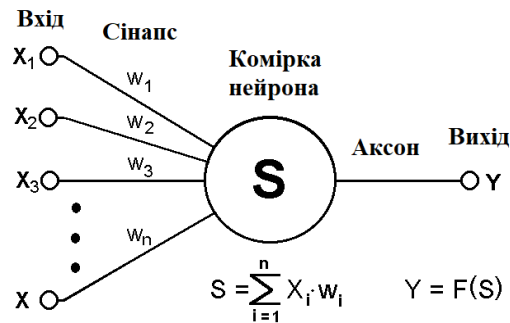 Вхід
Сінапс
Комірка
нейрона
Аксон
Вихід
X1
w1
X2
w2
X3
w3
wn
X
S
Y
S = ∑ i=1 n Xi·wi
Y = F(S)